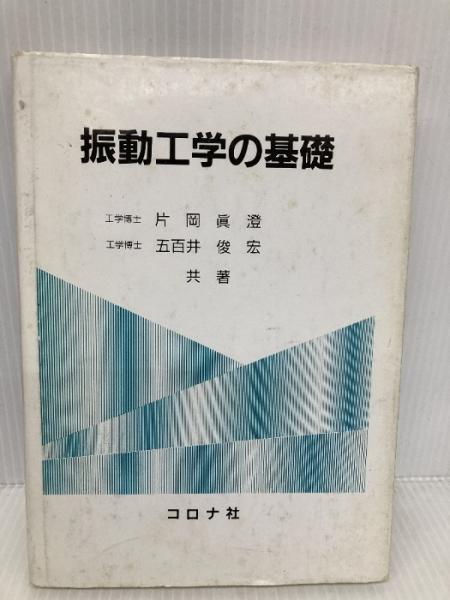 振動工学の基礎
工学博士 片岡眞澄
工学博士 五百井俊宏
共著
コロナ社